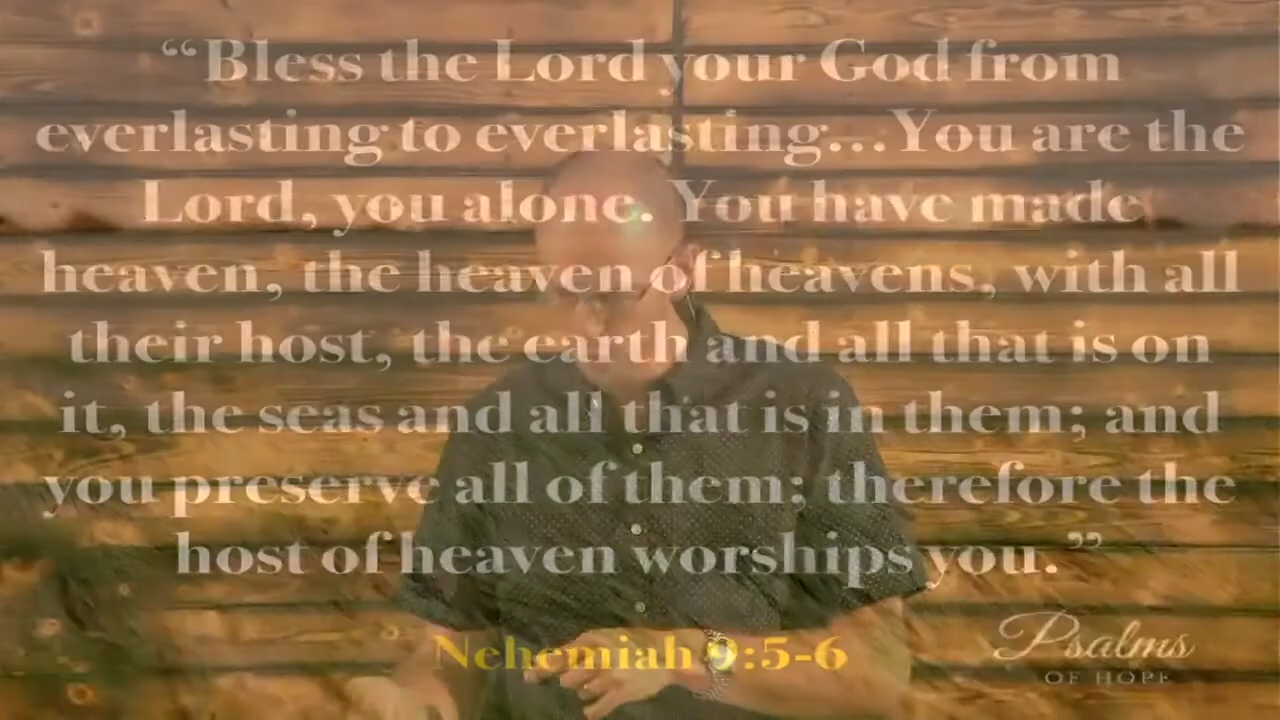 “Bless the Lord your God from
everlasting to everlasting...You are the
Lord, you alone. You have made
heaven, the heaven of heavens, with all
their host, the earth and all that is on
it, the seas and all that is in them; and
you preserve all of them; therefore the
host of heaven worships you.”
Nehemiah 9:5-6
Psalms
OF HOPE